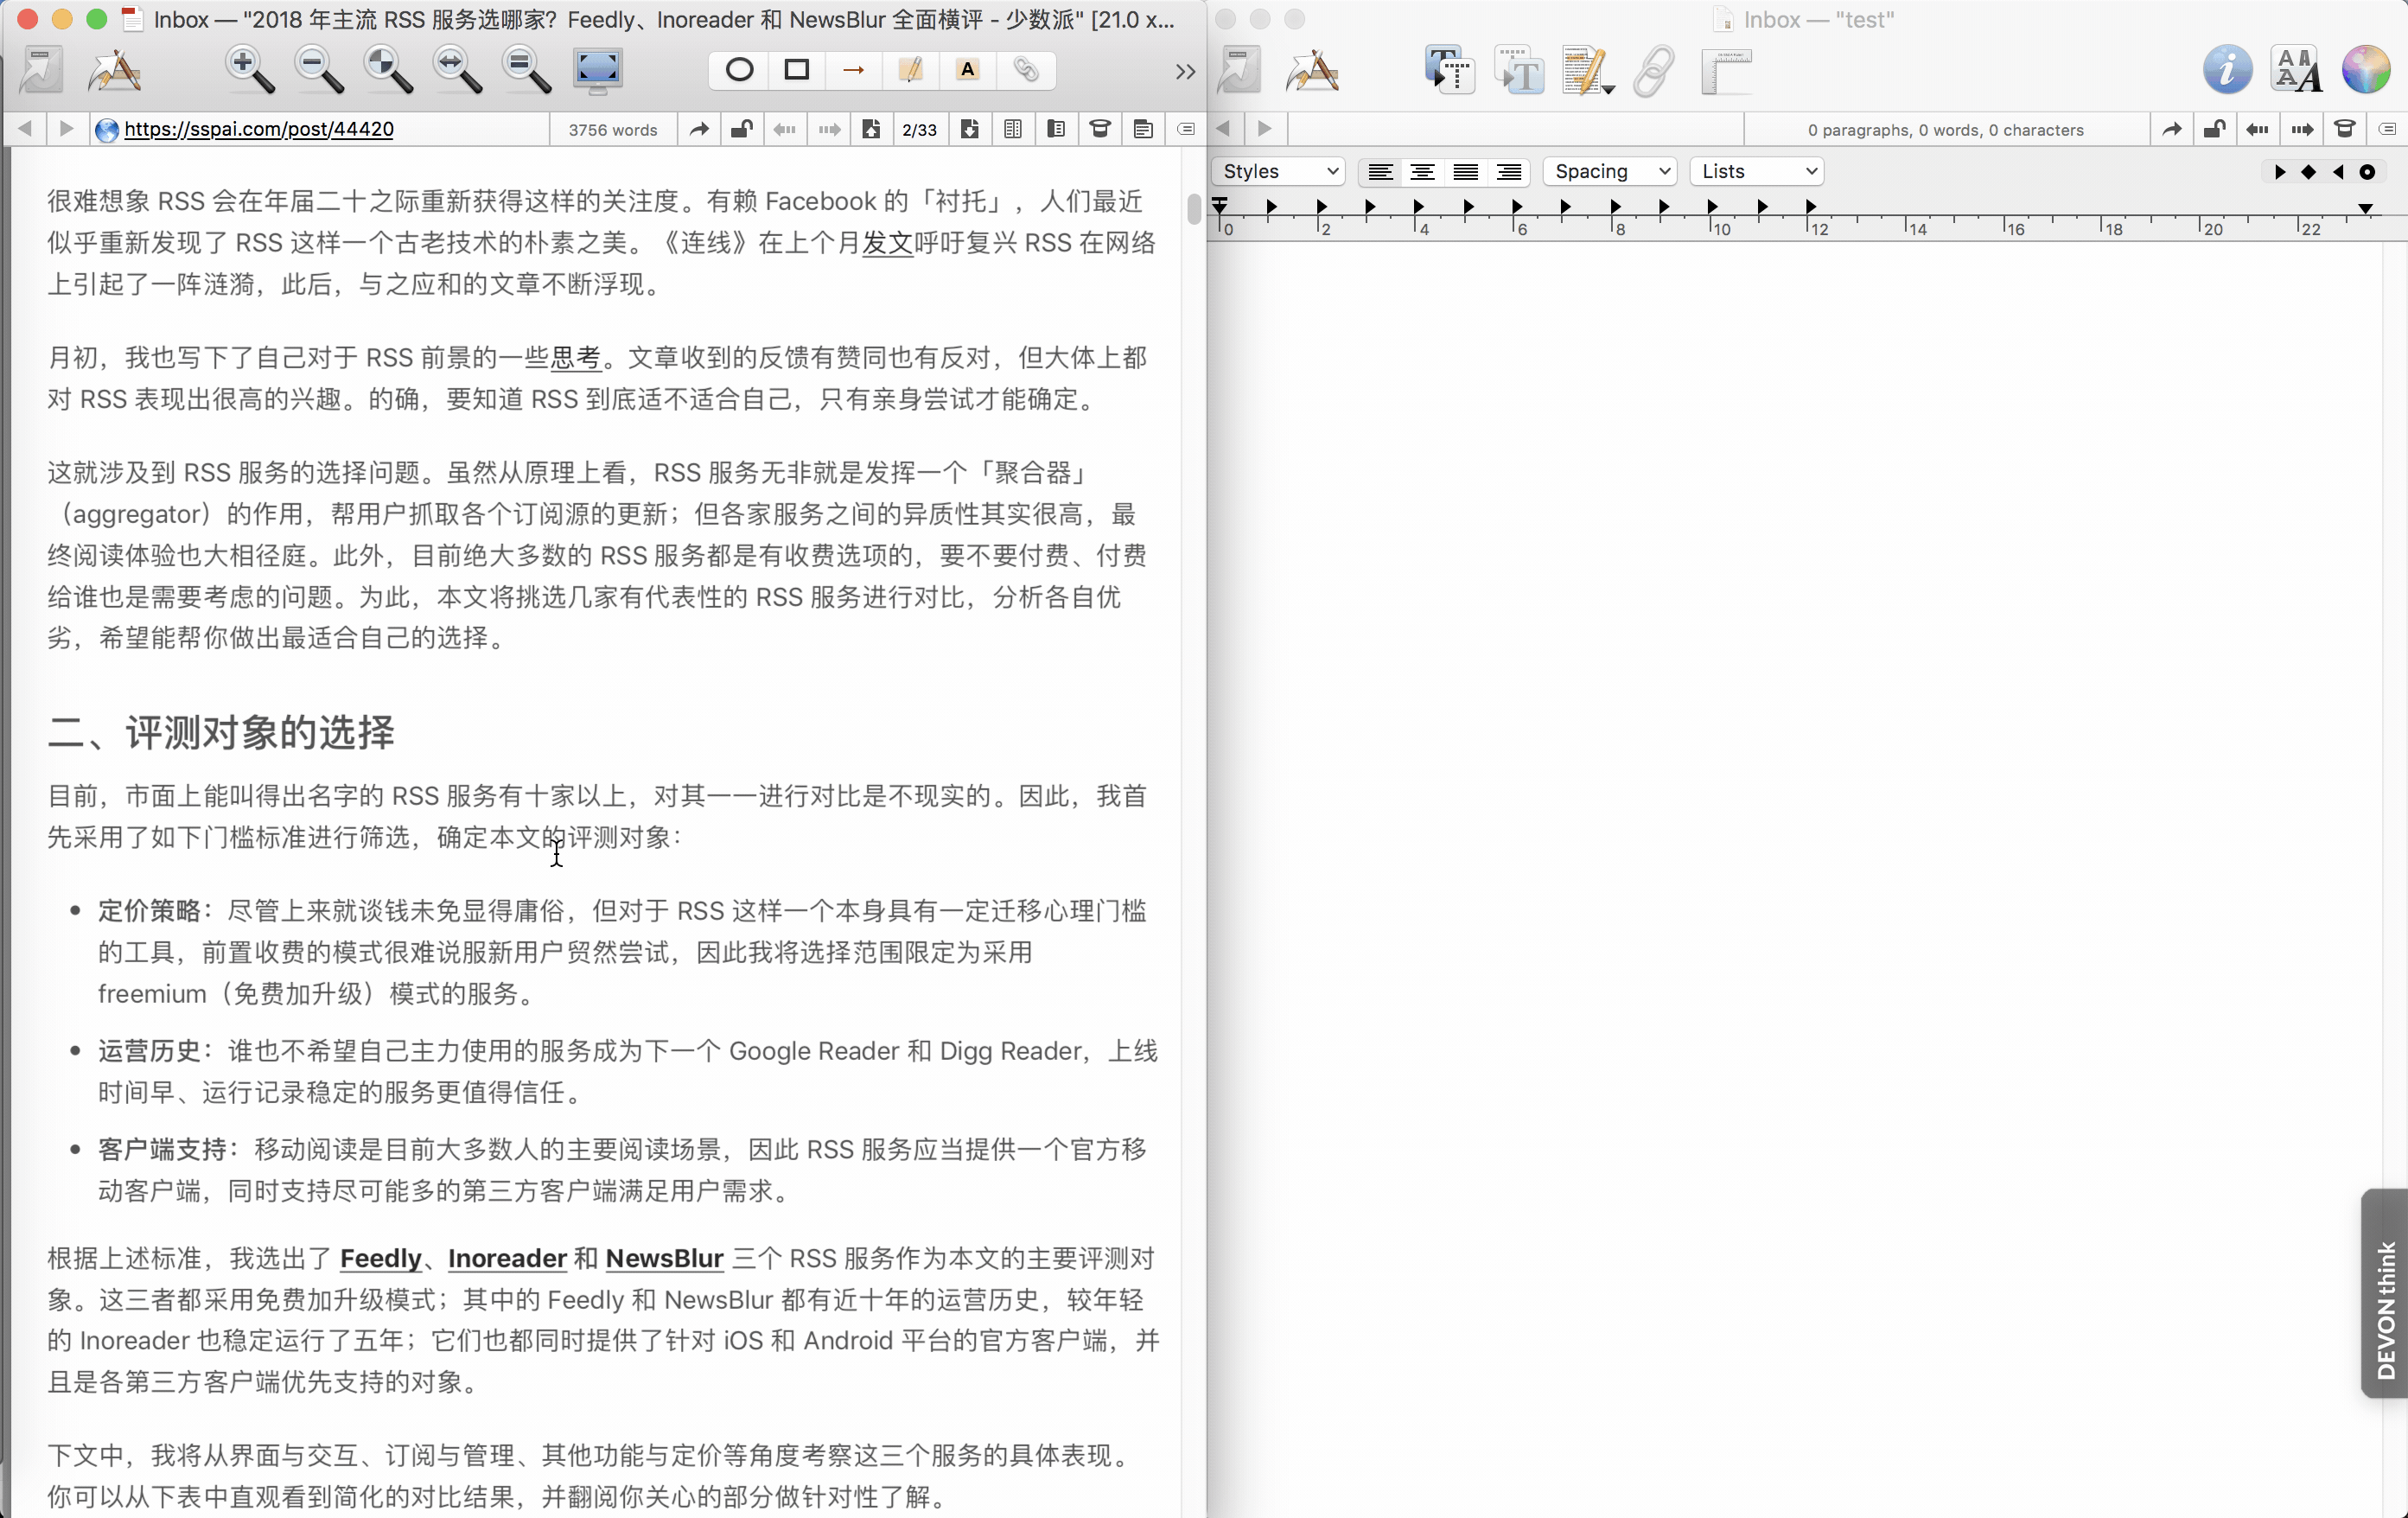 Inbox — "2018 年主流 RSS 服务选哪家？Feedly、Inoreader 和 NewsBlur 全面横评 - 少数派" [21.0 x...
A
https://sspai.com/post/44420
3756 words
2/33
很难想象 RSS 会在年届二十之际重新获得这样的关注度。有赖 Facebook 的「衬托」，人们最近
似乎重新发现了 RSS 这样一个古老技术的朴素之美。《连线》在上个月发文呼吁复兴 RSS 在网络
上引起了一阵涟漪，此后，与之应和的文章不断浮现。
月初，我也写下了自己对于 RSS 前景的一些思考。文章收到的反馈有赞同也有反对，但大体上都
对 RSS 表现出很高的兴趣。的确，要知道 RSS 到底适不适合自己，只有亲身尝试才能确定。
这就涉及到 RSS 服务的选择问题。虽然从原理上看，RSS 服务无非就是发挥一个「聚合器」
（aggregator）的作用，帮用户抓取各个订阅源的更新；但各家服务之间的异质性其实很高，最
终阅读体验也大相径庭。此外，目前绝大多数的 RSS 服务都是有收费选项的，要不要付费、付费
给谁也是需要考虑的问题。为此，本文将挑选几家有代表性的 RSS 服务进行对比，分析各自优
劣，希望能帮你做出最适合自己的选择。
二、评测对象的选择
目前，市面上能叫得出名字的 RSS 服务有十家以上，对其一一进行对比是不现实的。因此，我首
先采用了如下门槛标准进行筛选，确定本文的评测对象：
• 定价策略：尽管上来就谈钱未免显得庸俗，但对于 RSS 这样一个本身具有一定迁移心理门槛
的工具，前置收费的模式很难说服新用户贸然尝试，因此我将选择范围限定为采用
freemium（免费加升级）模式的服务。
• 运营历史：谁也不希望自己主力使用的服务成为下一个 Google Reader 和 Digg Reader，上线
时间早、运行记录稳定的服务更值得信任。
• 客户端支持：移动阅读是目前大多数人的主要阅读场景，因此 RSS 服务应当提供一个官方移
动客户端，同时支持尽可能多的第三方客户端满足用户需求。
根据上述标准，我选出了 Feedly、Inoreader 和 NewsBlur 三个 RSS 服务作为本文的主要评测对
象。这三者都采用免费加升级模式；其中的 Feedly 和 NewsBlur 都有近十年的运营历史，较年轻
的 Inoreader 也稳定运行了五年；它们也都同时提供了针对 iOS 和 Android 平台的官方客户端，并
且是各第三方客户端优先支持的对象。
下文中，我将从界面与交互、订阅与管理、其他功能与定价等角度考察这三个服务的具体表现。
你可以从下表中直观看到简化的对比结果，并翻阅你关心的部分做针对性了解。
Inbox — "test"
0 paragraphs, 0 words, 0 characters
Styles
Spacing
Lists
0 2 4 6 8 10 12 14 16 18 20 22
DEVONthink